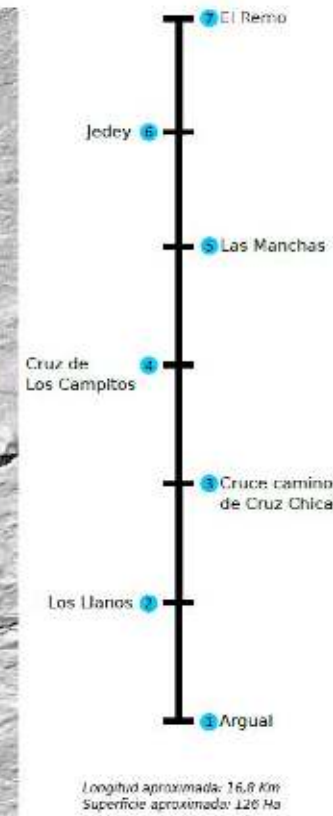 7 El Remo
Jedey 6
5 Las Manchas
Cruz de 4
Los Campitos
3 Cruce camino
de Cruz Chica
Los Llanos 2
1 Argual
Longitud aproximada: 16,8 Km
Superficie aproximada: 126 Ha